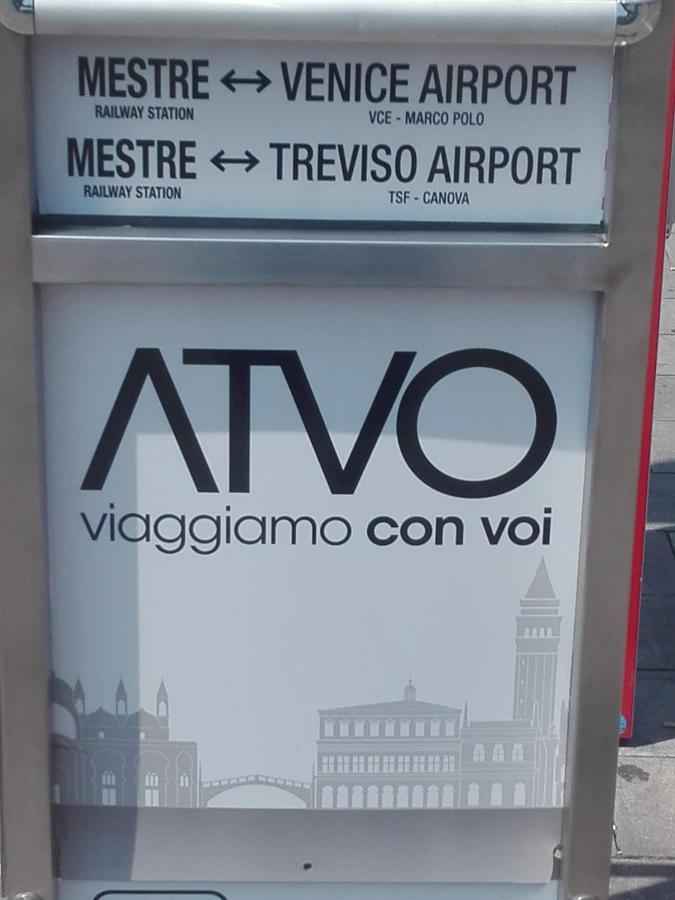 MESTRE ↔ VENICE AIRPORT
RAILWAY STATION VCE - MARCO POLO
MESTRE ↔ TREVISO AIRPORT
RAILWAY STATION TSF - CANOVA
ATVO
viaggiamo con voi